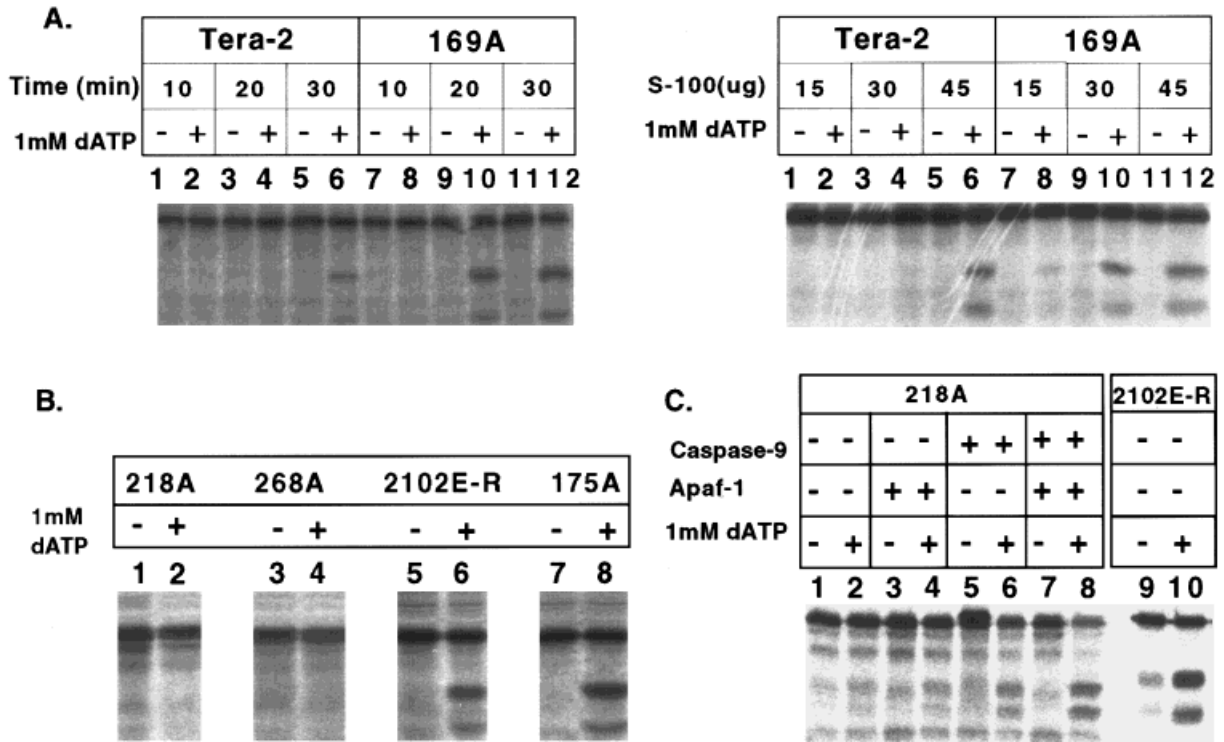 A.
Tera-2 169A
Time (min) 10 20 30 10 20 30
1mM dATP - + - + - + - + - + - +
1 2 3 4 5 6 7 8 9 10 11 12
Tera-2 169A
S-100(ug) 15 30 45 15 30 45
1mM dATP - + - + - + - + - + - +
1 2 3 4 5 6 7 8 9 10 11 12
B.
218A 268A 2102E-R 175A
1mM
dATP - + - + - + - +
1 2 3 4 5 6 7 8
C.
218A 2102E-R
Caspase-9 - - - - + + + + - -
Apaf-1 - - + + - - + + - -
1mM dATP - + - + - + - + - +
1 2 3 4 5 6 7 8 9 10